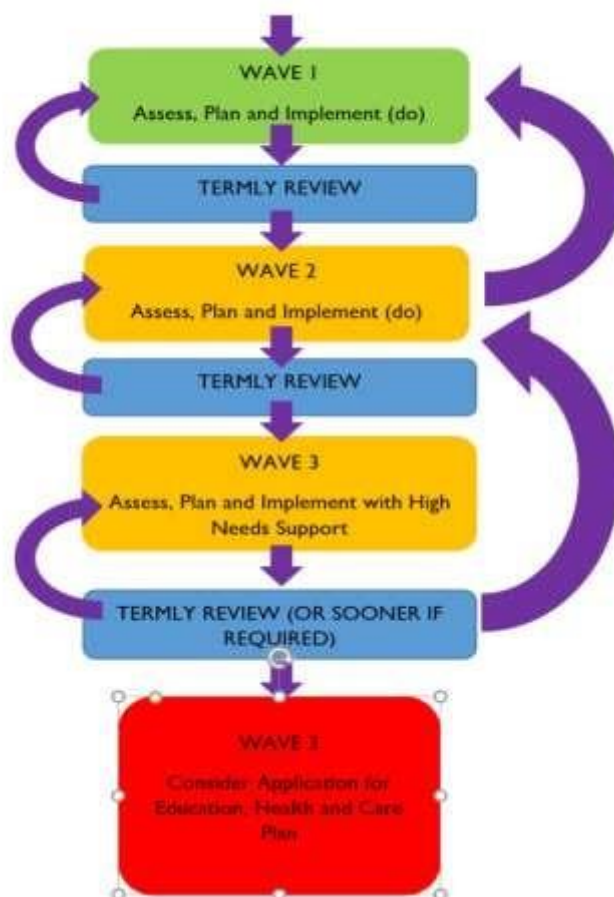 WAVE 1
Assess, Plan and Implement (do)
TERMLY REVIEW
WAVE 2
Assess, Plan and Implement (do)
TERMLY REVIEW
WAVE 3
Assess, Plan and Implement with High
Needs Support
TERMLY REVIEW (OR SOONER IF
REQUIRED)
WAVE 3
Consider Application for
Education, Health and Care
Plan